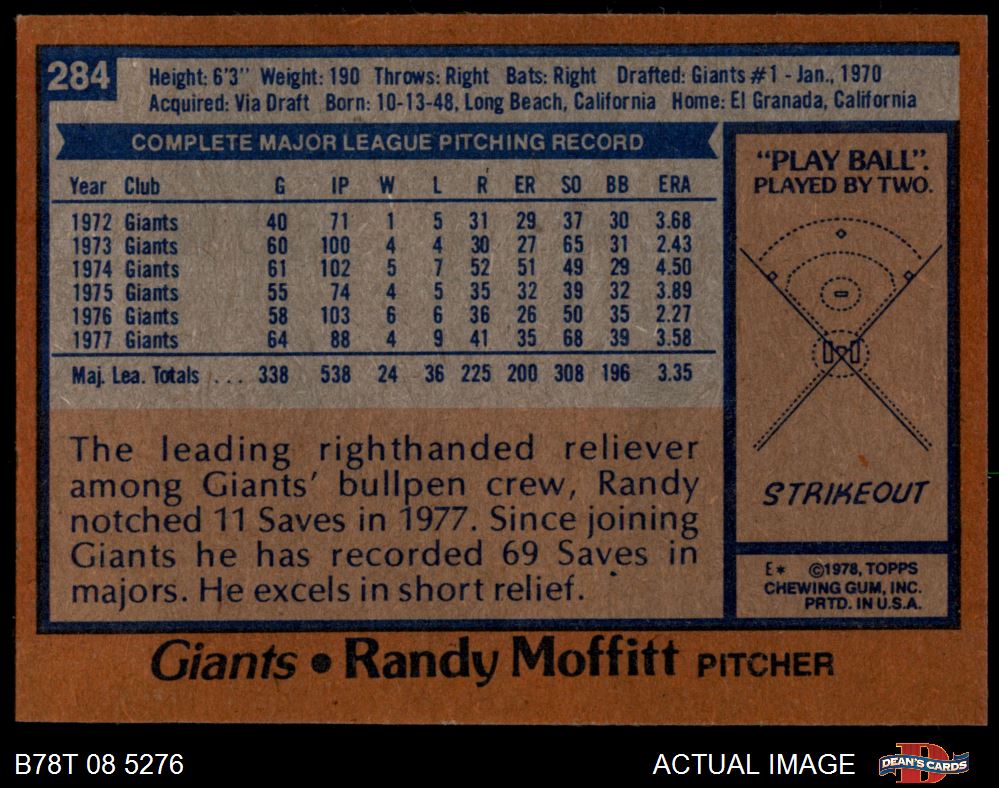 284
Height: 6'3" Weight: 190 Throws: Right Bats: Right Drafted: Giants #1 - Jan., 1970
Acquired: Via Draft Born: 10-13-48, Long Beach, California Home: El Granada, California
COMPLETE MAJOR LEAGUE PITCHING RECORD
Year Club G IP W L R ER SO BB ERA
1972 Giants 40 71 1 5 31 29 37 30 3.68
1973 Giants 60 100 4 4 30 27 65 31 2.43
1974 Giants 61 102 5 7 52 51 49 29 4.50
1975 Giants 55 74 4 5 35 32 39 32 3.89
1976 Giants 58 103 6 6 36 26 50 35 2.27
1977 Giants 64 88 4 9 41 35 68 39 3.58
Maj. Lea. Totals ... 338 538 24 36 225 200 308 196 3.35
The leading righthanded reliever
among Giants' bullpen crew, Randy
notched 11 Saves in 1977. Since joining
Giants he has recorded 69 Saves in
majors. He excels in short relief.
"PLAY BALL".
PLAYED BY TWO.
STRIKEOUT
E* ©1978, TOPPS
CHEWING GUM, INC.
PRTD. IN U.S.A.
Giants • Randy Moffitt PITCHER
B78T 08 5276
ACTUAL IMAGE
D
DEAN'S CARDS